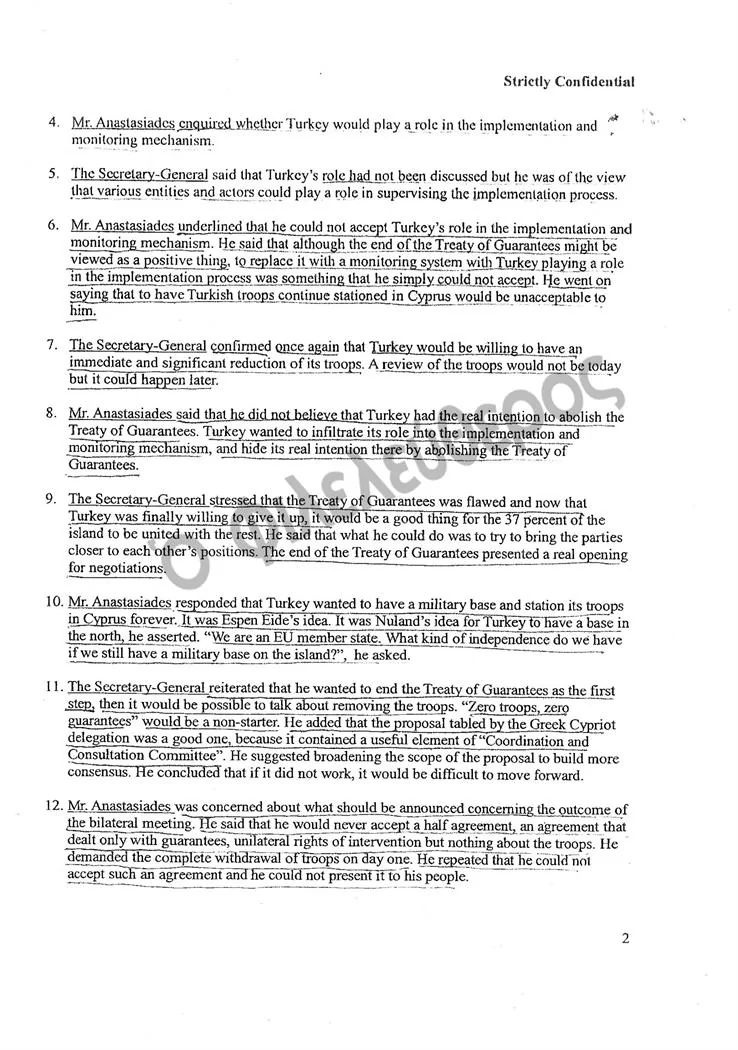 Strictly Confidential
4. Mr. Anastasiades enquired whether Turkey would play a role in the implementation and
monitoring mechanism.
5. The Secretary-General said that Turkey's role had not been discussed but he was of the view
that various entities and actors could play a role in supervising the implementation process.
6. Mr. Anastasiades underlined that he could not accept Turkey's role in the implementation and
monitoring mechanism. He said that although the end of the Treaty of Guarantees might be
viewed as a positive thing, to replace it with a monitoring system with Turkey playing a role
in the implementation process was something that he simply could not accept. He went on
saying that to have Turkish troops continue stationed in Cyprus would be unacceptable to
him.
7. The Secretary-General confirmed once again that Turkey would be willing to have an
immediate and significant reduction of its troops. A review of the troops would not be today
but it could happen later.
8. Mr. Anastasiades said that he did not believe that Turkey had the real intention to abolish the
Treaty of Guarantees. Turkey wanted to infiltrate its role into the implementation and
monitoring mechanism, and hide its real intention there by abolishing the Treaty of
Guarantees.
9. The Secretary-General stressed that the Treaty of Guarantees was flawed and now that
Turkey was finally willing to give it up, it would be a good thing for the 37 percent of the
island to be united with the rest. He said that what he could do was to try to bring the parties
closer to each other's positions. The end of the Treaty of Guarantees presented a real opening
for negotiations.
10. Mr. Anastasiades responded that Turkey wanted to have a military base and station its troops
in Cyprus forever. It was Espen Eide's idea. It was Nuland's idea for Turkey to have a base in
the north, he asserted. "We are an EU member state. What kind of independence do we have
if we still have a military base on the island?", he asked.
11. The Secretary-General reiterated that he wanted to end the Treaty of Guarantees as the first
step, then it would be possible to talk about removing the troops. "Zero troops, zero
guarantees" would be a non-starter. He added that the proposal tabled by the Greek Cypriot
delegation was a good one, because it contained a useful element of "Coordination and
Consultation Committee". He suggested broadening the scope of the proposal to build more
consensus. He concluded that if it did not work, it would be difficult to move forward.
12. Mr. Anastasiades was concerned about what should be announced concerning the outcome of
the bilateral meeting. He said that he would never accept a half agreement, an agreement that
dealt only with guarantees, unilateral rights of intervention but nothing about the troops. He
demanded the complete withdrawal of troops on day one. He repeated that he could not
accept such an agreement and he could not present it to his people.
2
Ο ΦΙΛΕΛΕΥΘΕΡΟΣ